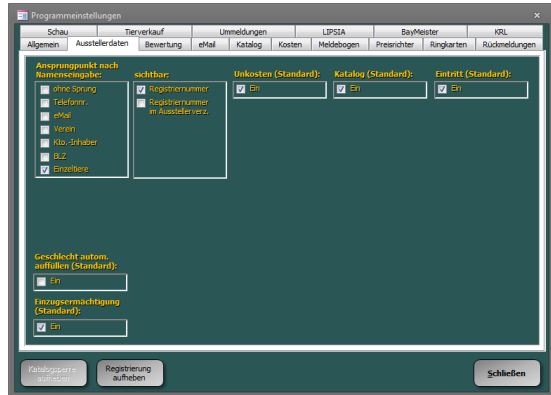 Programmeinstellungen
Schau Tierverkauf Ummeldungen LIPSIA BayMeister KRL
Allgemein Ausstellerdaten Bewertung eMail Katalog Kosten Meldebogen Preisrichter Ringkarten Rückmeldungen
Ansprungpunkt nach
Namenseingabe:
ohne Sprung
Telefonnr.
eMail
Verein
Kto.-Inhaber
BLZ
Einzeltiere
sichtbar:
Registriernummer
Registriernummer
im Ausstellerverz.
Unkosten (Standard):
Ein
Katalog (Standard):
Ein
Eintritt (Standard):
Ein
Geschlecht autom.
auffüllen (Standard):
Ein
Einzugsermächtigung
(Standard):
Ein
Katalogsperre
aufheben
Registrierung
aufheben
Schließen